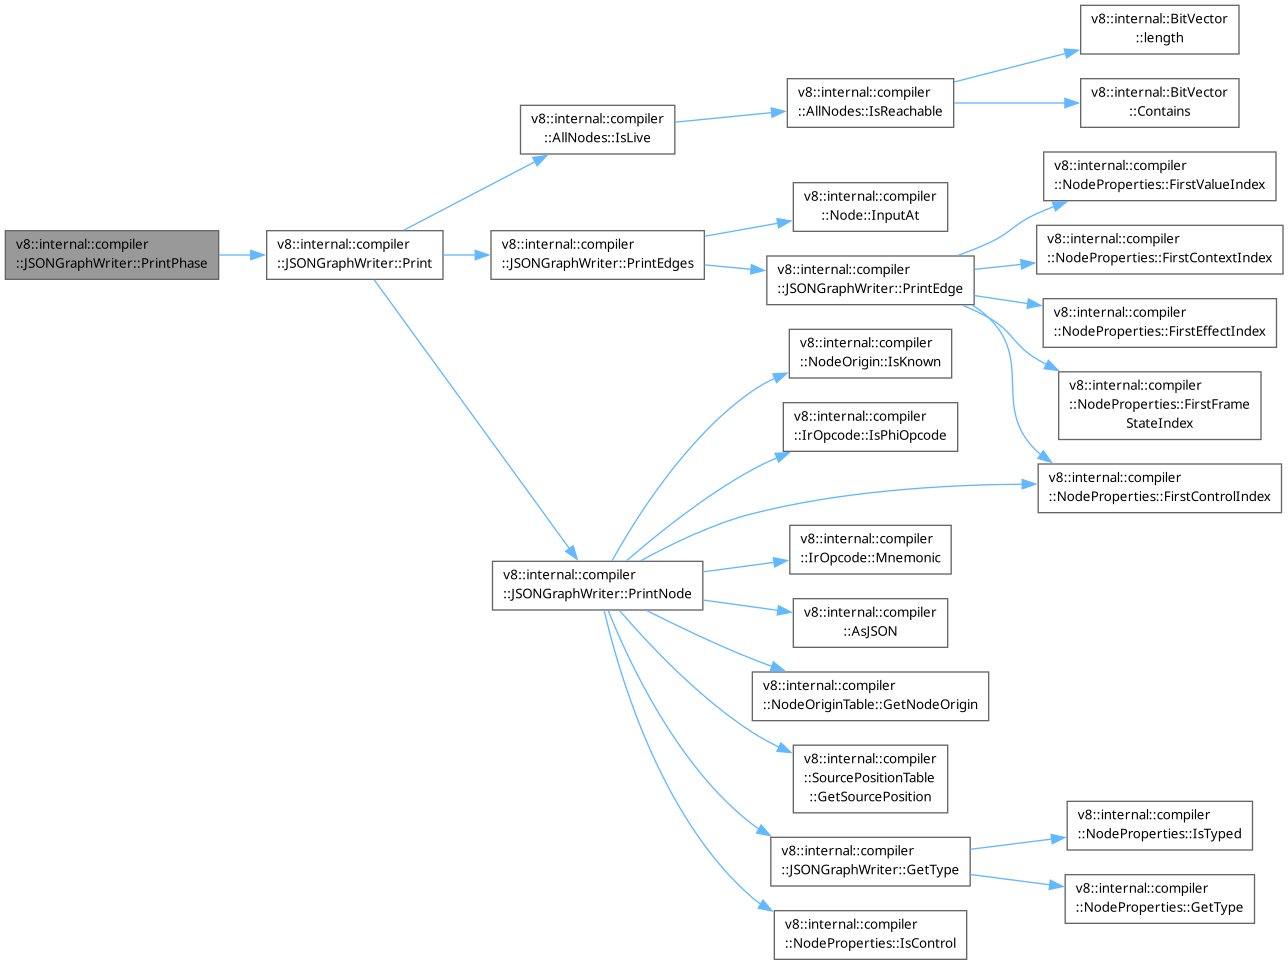 v8::internal::BitVector
::length
v8::internal::compiler
::AllNodes::IsReachable
v8::internal::BitVector
::Contains
v8::internal::compiler
::AllNodes::IsLive
v8::internal::compiler
::NodeProperties::FirstValueIndex
v8::internal::compiler
::Node::InputAt
v8::internal::compiler
::JSONGraphWriter::PrintPhase
v8::internal::compiler
::JSONGraphWriter::Print
v8::internal::compiler
::JSONGraphWriter::PrintEdges
v8::internal::compiler
::NodeProperties::FirstContextIndex
v8::internal::compiler
::JSONGraphWriter::PrintEdge
v8::internal::compiler
::NodeProperties::FirstEffectIndex
v8::internal::compiler
::NodeOrigin::IsKnown
v8::internal::compiler
::NodeProperties::FirstFrame
StateIndex
v8::internal::compiler
::IrOpcode::IsPhiOpcode
v8::internal::compiler
::NodeProperties::FirstControlIndex
v8::internal::compiler
::IrOpcode::Mnemonic
v8::internal::compiler
::JSONGraphWriter::PrintNode
v8::internal::compiler
::AsJSON
v8::internal::compiler
::NodeOriginTable::GetNodeOrigin
v8::internal::compiler
::SourcePositionTable
::GetSourcePosition
v8::internal::compiler
::NodeProperties::IsTyped
v8::internal::compiler
::JSONGraphWriter::GetType
v8::internal::compiler
::NodeProperties::GetType
v8::internal::compiler
::NodeProperties::IsControl